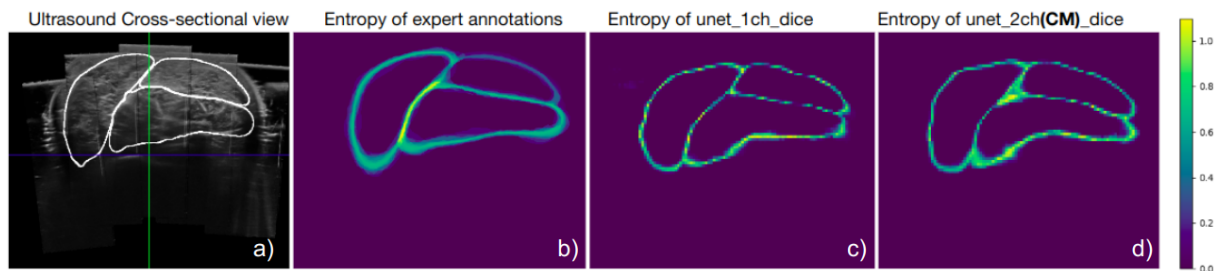 Ultrasound Cross-sectional view
Entropy of expert annotations
Entropy of unet_1ch_dice
Entropy of unet_2ch(CM)_dice
a)
b)
c)
d)
1.0
0.8
0.6
0.4
0.2
0.0